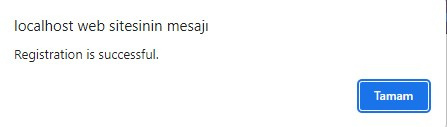 localhost web sitesinin mesajı
Registration is successful.
Tamam